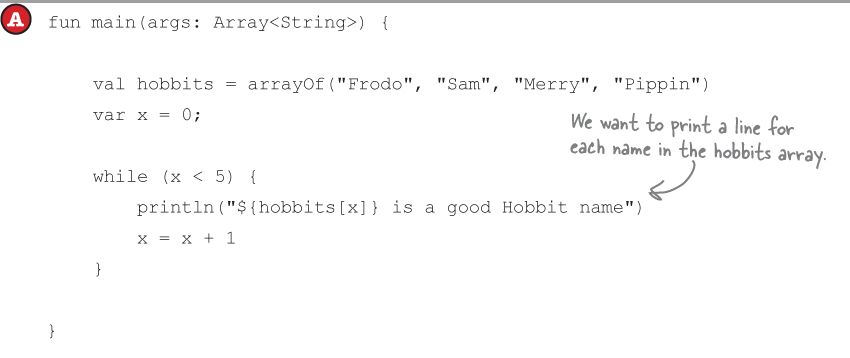 A
fun main(args: Array<String>) {
val hobbits = arrayOf("Frodo", "Sam", "Merry", "Pippin")
var x = 0;
We want to print a line for
each name in the hobbits array.
while (x < 5) {
println("${hobbits[x]} is a good Hobbit name")
x = x + 1
}
}